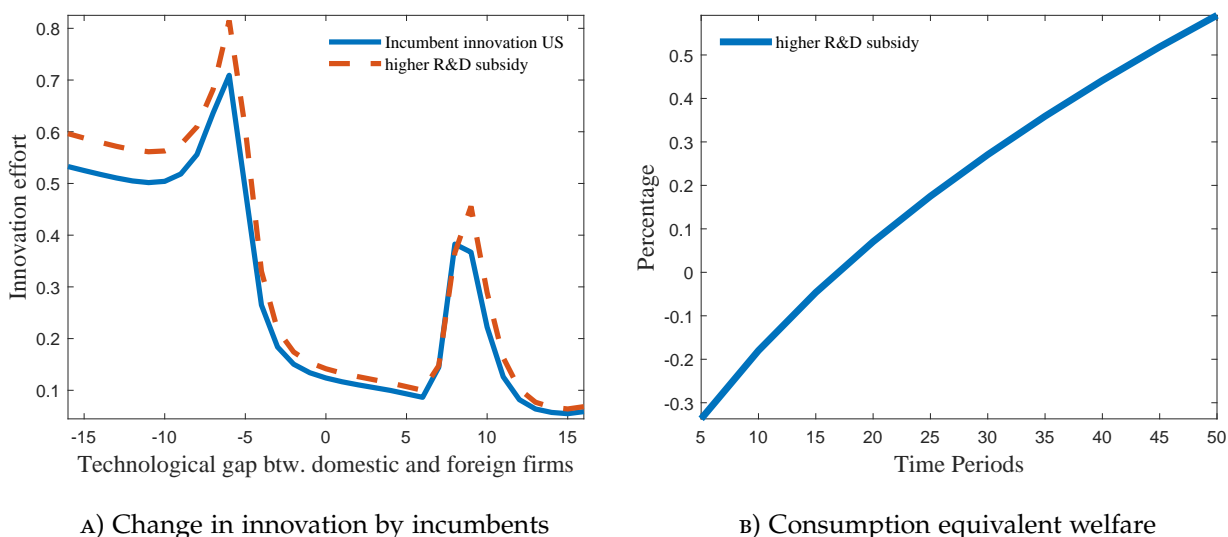 0.8
0.7
0.6
0.5
0.4
0.3
0.2
0.1
Innovation effort
Incumbent innovation US
higher R&D subsidy
-15 -10 -5 0 5 10 15
Technological gap btw. domestic and foreign firms
A) Change in innovation by incumbents
0.5
0.4
0.3
0.2
0.1
0
-0.1
-0.2
-0.3
Percentage
higher R&D subsidy
5 10 15 20 25 30 35 40 45 50
Time Periods
B) Consumption equivalent welfare